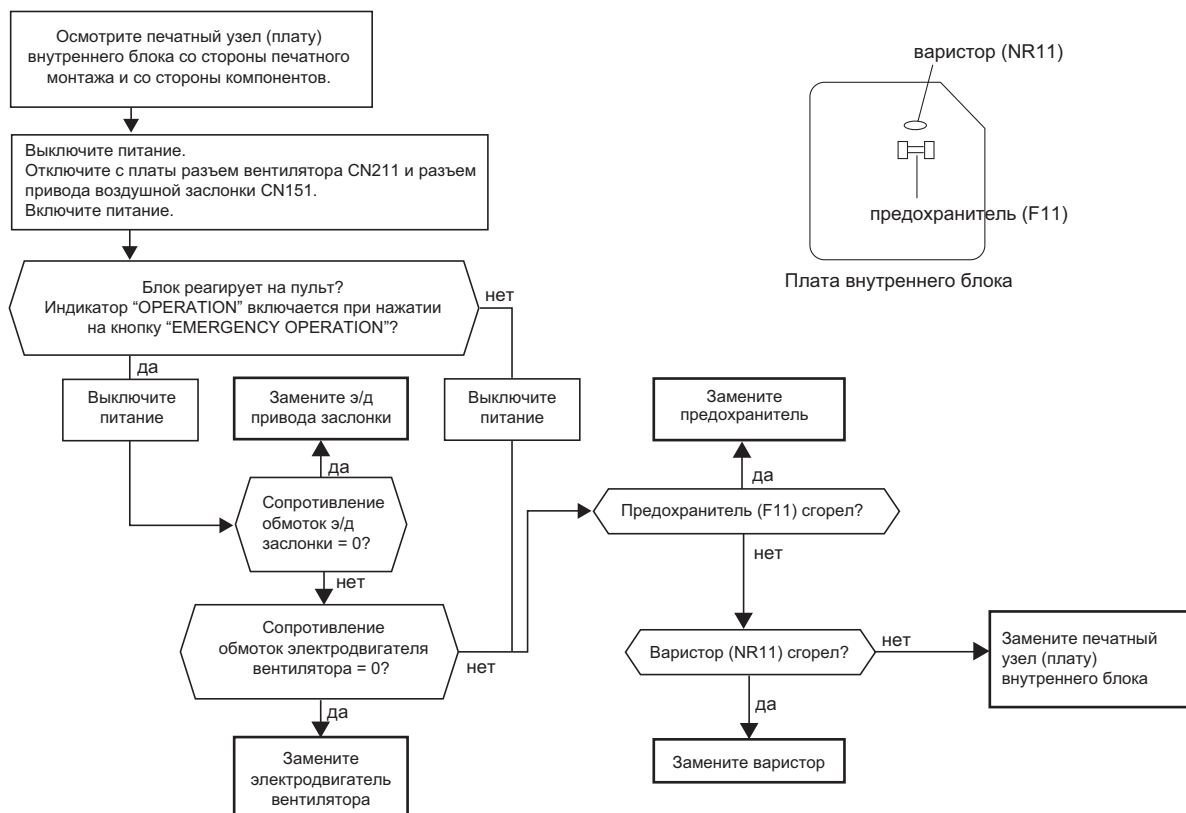 Осмотрите печатный узел (плату)
внутреннего блока со стороны печатного
монтажа и со стороны компонентов.
варистор (NR11)
предохранитель (F11)
Плата внутреннего блока
Выключите питание.
Отключите с платы разъем вентилятора CN211 и разъем
привода воздушной заслонки CN151.
Включите питание.
Блок реагирует на пульт?
Индикатор “OPERATION” включается при нажатии
на кнопку “EMERGENCY OPERATION”?
нет
да
Выключите
питание
Замените э/д
привода заслонки
Выключите
питание
Замените
предохранитель
да
да
Сопротивление
обмоток э/д
заслонки = 0?
Предохранитель (F11) сгорел?
нет
нет
Сопротивление
обмоток электродвигателя
вентилятора = 0?
нет
Варистор (NR11) сгорел?
нет
Замените печатный
узел (плату)
внутреннего блока
да
да
Замените
электродвигатель
вентилятора
Замените варистор